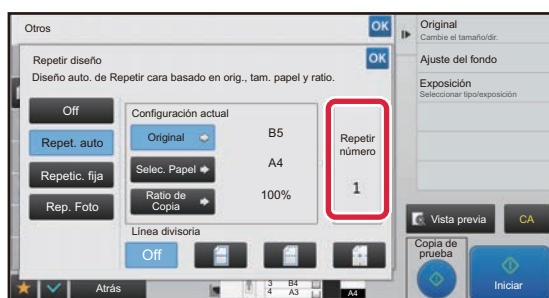 Otros
OK
Repetir diseño
OK
Diseño auto. de Repetir cara basado en orig., tam. papel y ratio.
Off
Repet. auto
Repetic. fija
Rep. Foto
Configuración actual
Original
B5
Selec. Papel
A4
Ratio de
Copia
100%
Línea divisoria
Off
Repetir
número
1
Atrás
3 B4
4 A3
A4
Original
Cambie el tamaño/dir.
Ajuste del fondo
Exposición
Seleccionar tipo/exposición
Vista previa
CA
Copia de
prueba
Iniciar